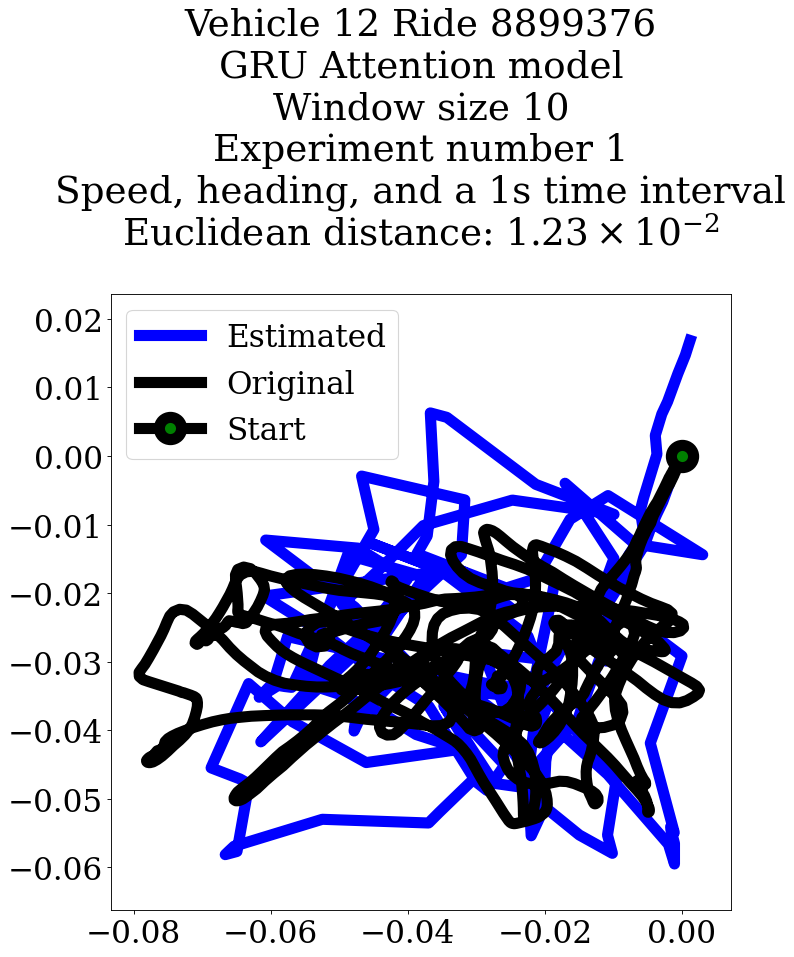 Vehicle 12 Ride 8899376
GRU Attention model
Window size 10
Experiment number 1
Speed, heading, and a 1s time interval
Euclidean distance: 1.23 × 10⁻²
Estimated
Original
Start
0.02
0.01
0.00
−0.01
−0.02
−0.03
−0.04
−0.05
−0.06
−0.08 −0.06 −0.04 −0.02 0.00